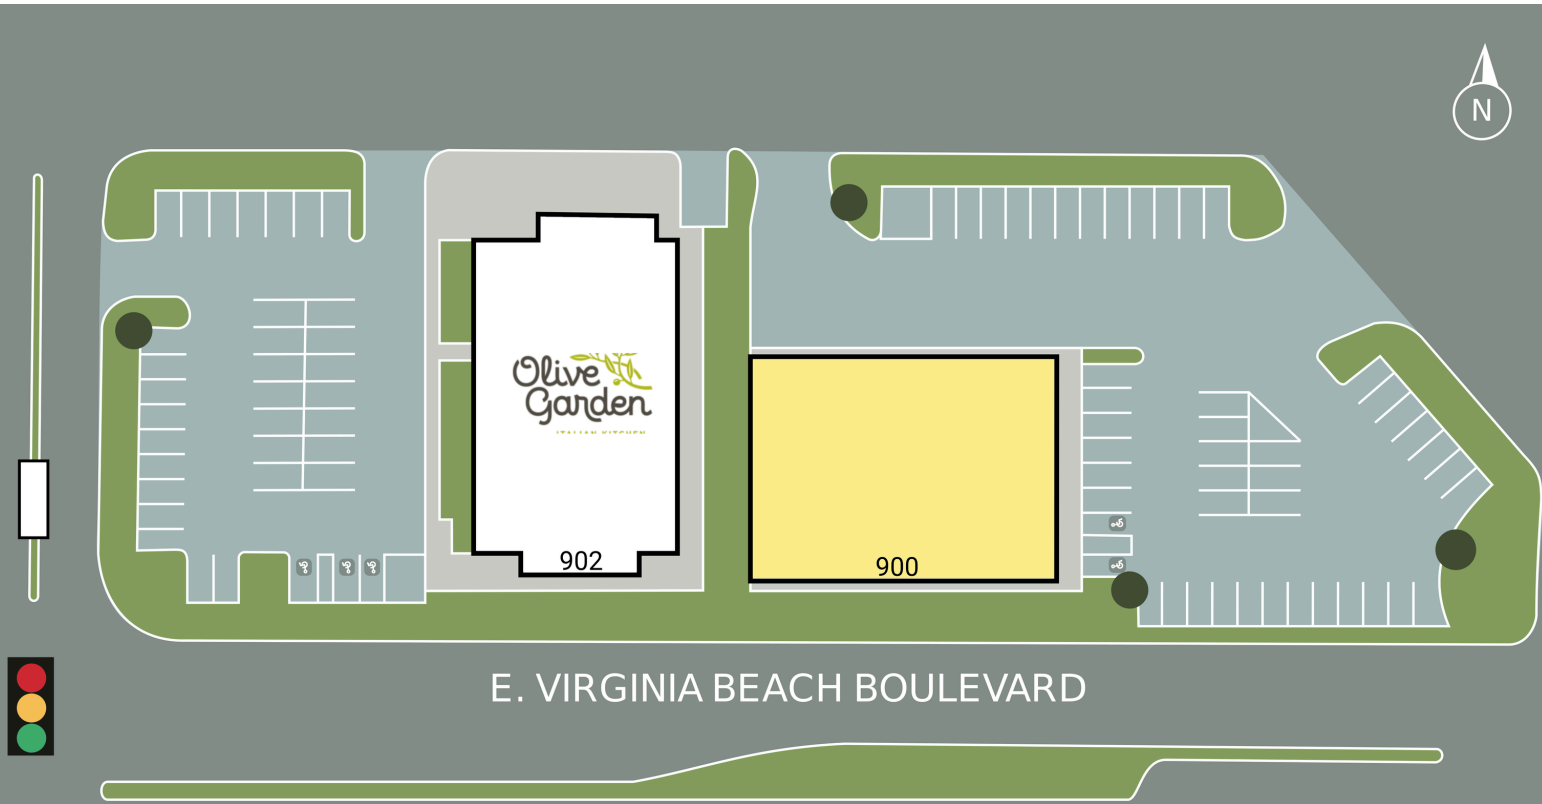 N
Olive
Garden
ITALIAN KITCHEN
902
900
E. VIRGINIA BEACH BOULEVARD